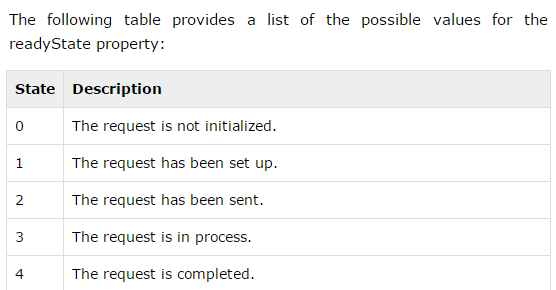 The following table provides a list of the possible values for the
readyState property:
State Description
0 The request is not initialized.
1 The request has been set up.
2 The request has been sent.
3 The request is in process.
4 The request is completed.